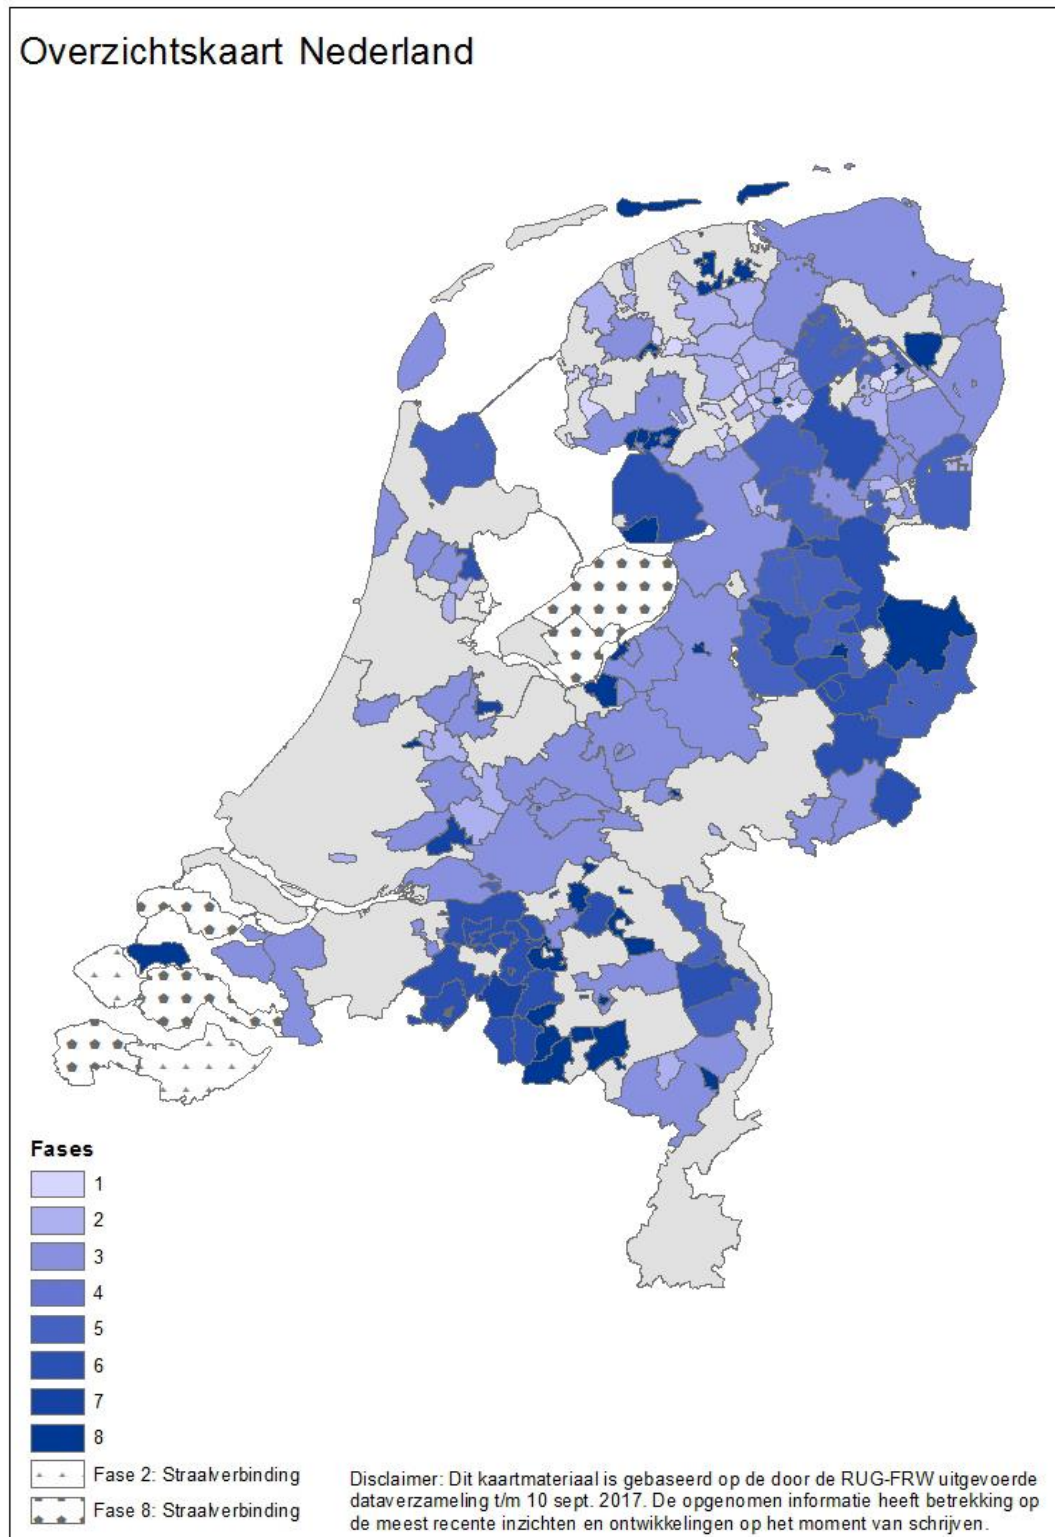 Overzichtskaart Nederland
Fases
1
2
3
4
5
6
7
8
Fase 2: Straalverbinding
Fase 8: Straalverbinding
Disclaimer: Dit kaartmateriaal is gebaseerd op de door de RUG-FRW uitgevoerde
dataverzameling t/m 10 sept. 2017. De opgenomen informatie heeft betrekking op
de meest recente inzichten en ontwikkelingen op het moment van schrijven.